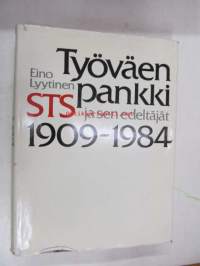 Työväen
Eino
Lyytinen
pankki
STS ja sen edeltäjät
1909-1984